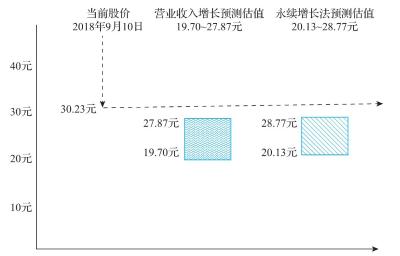 当前股价 营业收入增长预测估值 永续增长法预测估值
2018年9月10日 19.70~27.87元 20.13~28.77元
40元
30元
30.23元
27.87元 28.77元
20元
19.70元 20.13元
10元